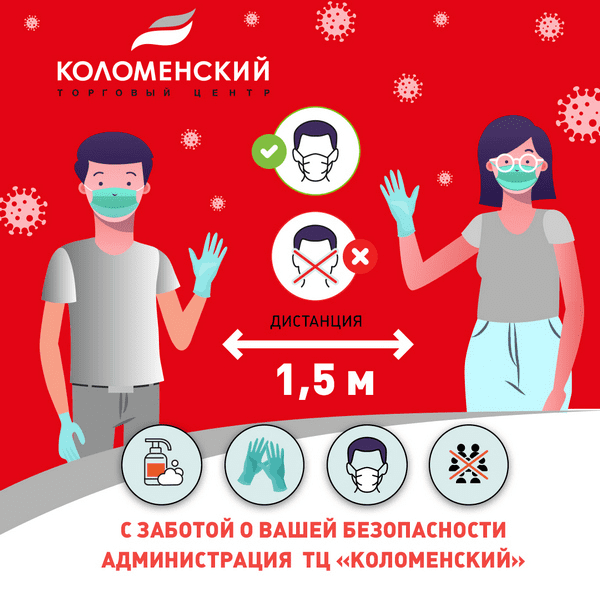 КОЛОМЕНСКИЙ
ТОРГОВЫЙ ЦЕНТР
ДИСТАНЦИЯ
1,5 м
С ЗАБОТОЙ О ВАШЕЙ БЕЗОПАСНОСТИ
АДМИНИСТРАЦИЯ ТЦ «КОЛОМЕНСКИЙ»